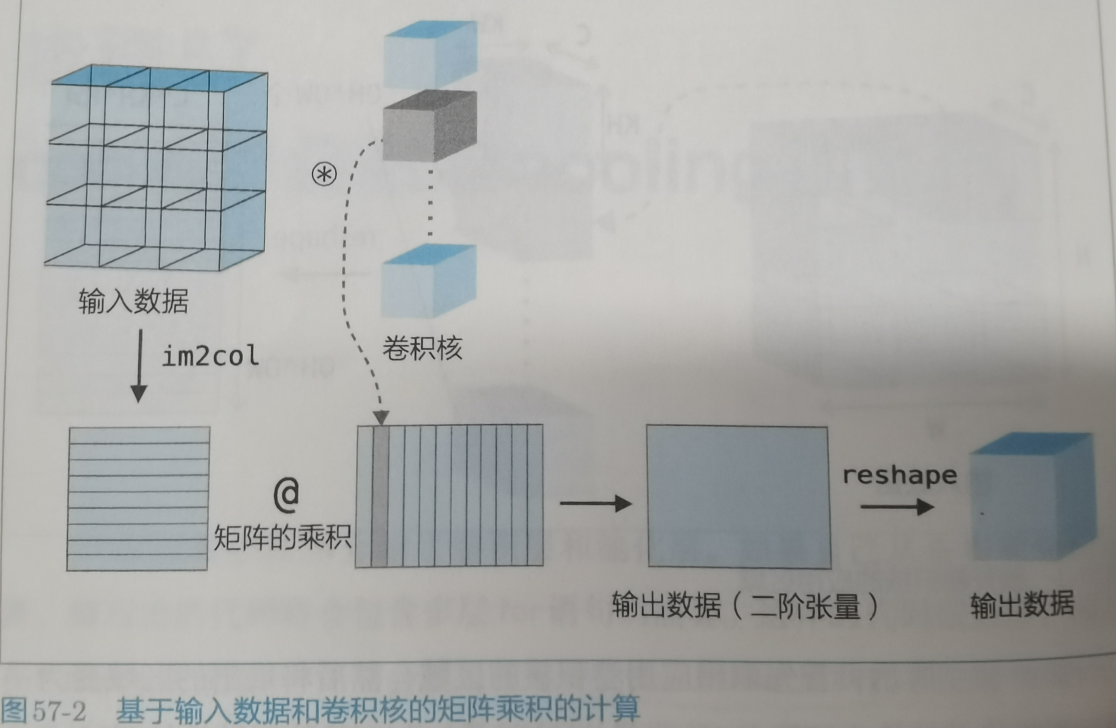 ⊛
输入数据
im2col
卷积核
@
矩阵的乘积
reshape
输出数据（二阶张量）
输出数据
图57-2 基于输入数据和卷积核的矩阵乘积的计算